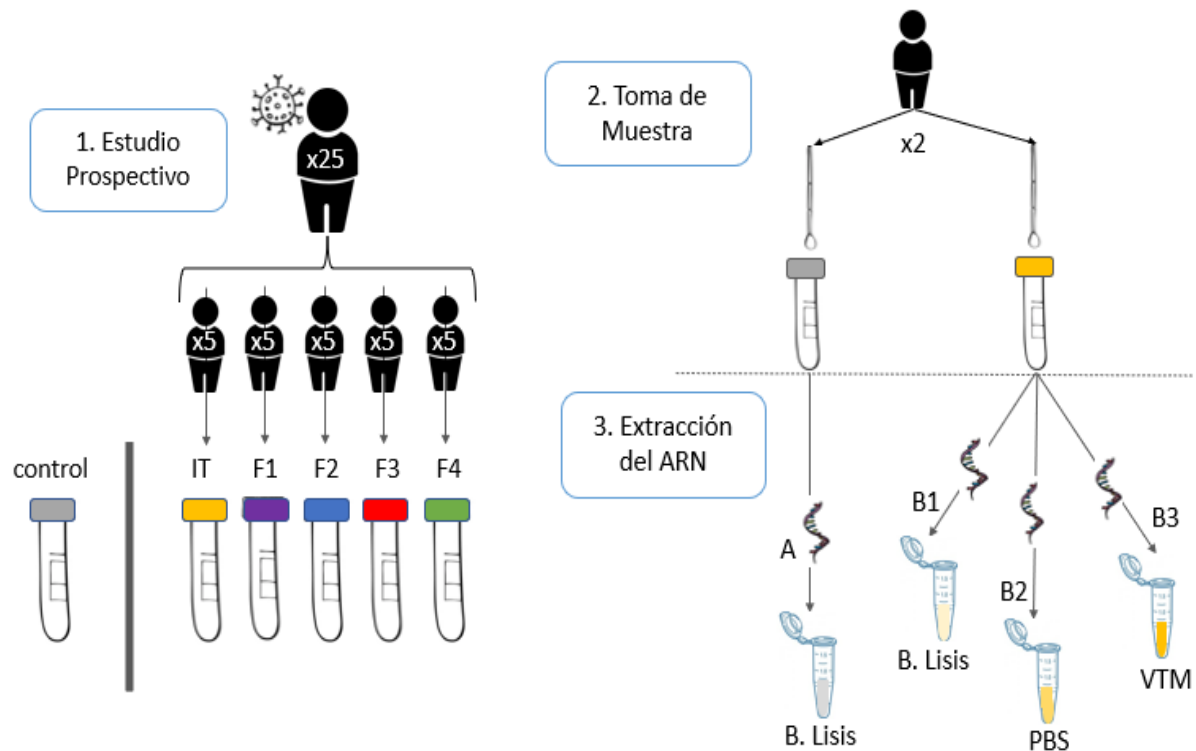 1. Estudio
Prospectivo
x25
x5 x5 x5 x5 x5
control
IT F1 F2 F3 F4
2. Toma de
Muestra
x2
3. Extracción
del ARN
A
B1
B2
B3
B. Lisis
B. Lisis
PBS
VTM